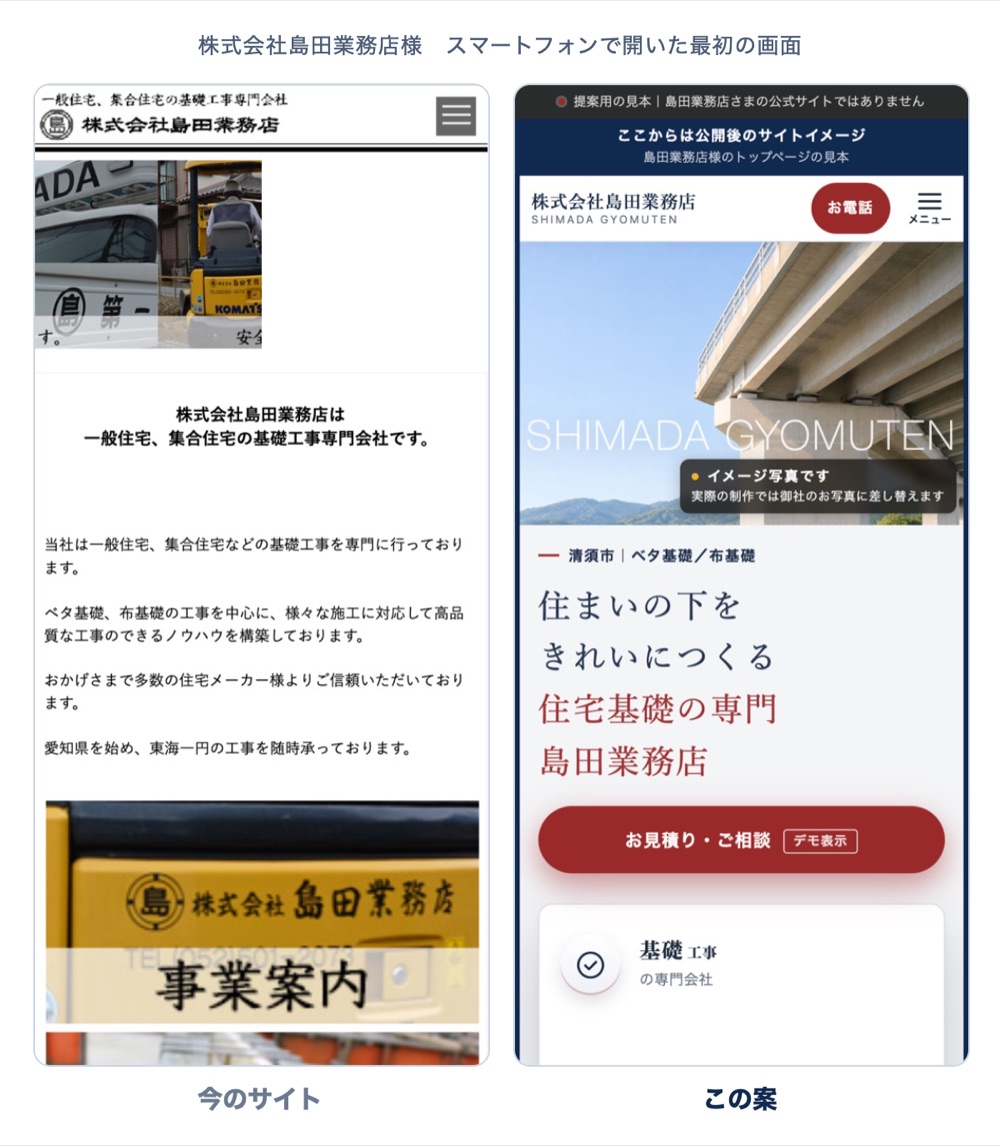 株式会社島田業務店様　スマートフォンで開いた最初の画面
一般住宅、集合住宅の基礎工事専門会社
島 株式会社島田業務店
ADA
島 第一
KOMATS
す。
安全
株式会社島田業務店は
一般住宅、集合住宅の基礎工事専門会社です。
当社は一般住宅、集合住宅などの基礎工事を専門に行っており
ます。
ベタ基礎、布基礎の工事を中心に、様々な施工に対応して高品
質な工事のできるノウハウを構築しております。
おかげさまで多数の住宅メーカー様よりご信頼いただいており
ます。
愛知県を始め、東海一円の工事を随時承っております。
島 株式会社 島田業務店
TEL(052)501-2073
事業案内
今のサイト
提案用の見本｜島田業務店さまの公式サイトではありません
ここからは公開後のサイトイメージ
島田業務店様のトップページの見本
株式会社島田業務店
SHIMADA GYOMUTEN
お電話
メニュー
SHIMADA GYOMUTEN
イメージ写真です
実際の制作では御社のお写真に差し替えます
清須市｜ベタ基礎／布基礎
住まいの下を
きれいにつくる
住宅基礎の専門
島田業務店
お見積り・ご相談 デモ表示
基礎 工事
の専門会社
この案